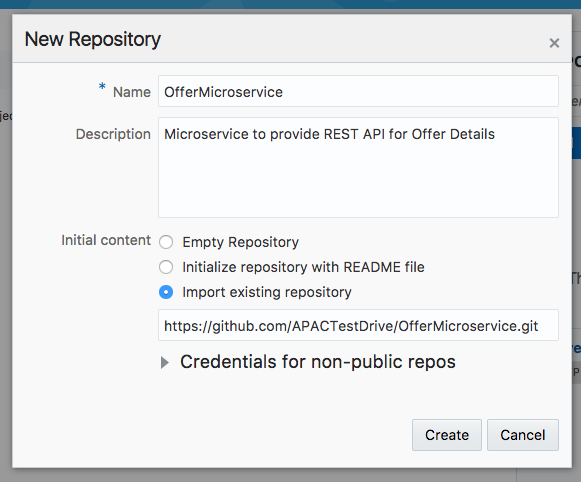 New Repository
×
* Name
OfferMicroservice
Description
Microservice to provide REST API for Offer Details
Initial content
Empty Repository
Initialize repository with README file
Import existing repository
https://github.com/APACTestDrive/OfferMicroservice.git
Credentials for non-public repos
Create
Cancel